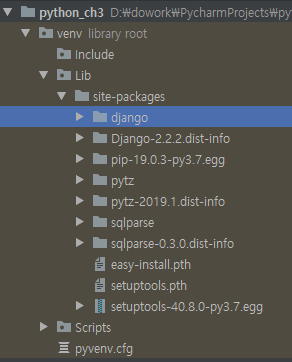 python_ch3 D:₩dowork₩PycharmProjects₩py
venv library root
Include
Lib
site-packages
django
Django-2.2.2.dist-info
pip-19.0.3-py3.7.egg
pytz
pytz-2019.1.dist-info
sqlparse
sqlparse-0.3.0.dist-info
easy-install.pth
setuptools.pth
setuptools-40.8.0-py3.7.egg
Scripts
pyvenv.cfg